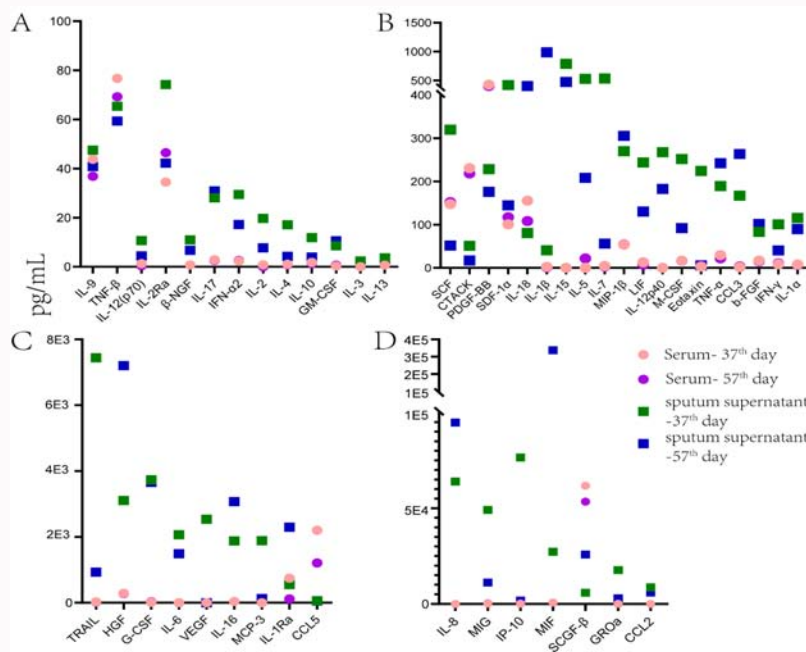 A
B
100
80
60
40
20
0
pg/mL
IL-9
TNF-β
IL-12(p70)
IL-2Ra
β-NGF
IL-17
IFN-α2
IL-2
IL-4
IL-10
GM-CSF
IL-3
IL-13
1500
1000
500
300
200
100
0
SCF
CTACK
PDGF-BB
SDF-1α
IL-18
IL-1β
IL-15
IL-5
IL-7
MIP-1β
LIF
IL-12p40
M-CSF
Eotaxin
TNF-α
CCL3
b-FGF
IFN-γ
IL-1α
C
D
8E3
6E3
4E3
2E3
0
TRAIL
HGF
G-CSF
IL-6
VEGF
IL-16
MCP-3
IL-1Ra
CCL5
4E5
3E5
2E5
1E5
1E5
5E4
0
IL-8
MIG
IP-10
MIF
SCGF-β
GROa
CCL2
Serum- 37th day
Serum- 57th day
sputum supernatant
-37th day
sputum supernatant
-57th day